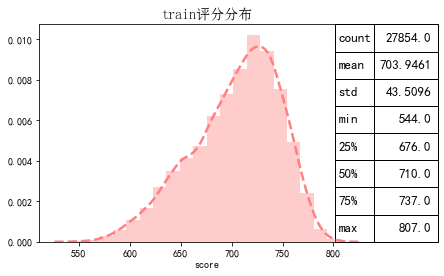 train评分分布
0.010
0.008
0.006
0.004
0.002
0.000
550 600 650 700 750 800
score
count 27854.0
mean 703.9461
std 43.5096
min 544.0
25% 676.0
50% 710.0
75% 737.0
max 807.0